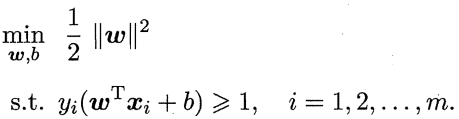 min_{w,b} 1/2 ‖w‖²
s.t. y_i(w^T x_i + b) ⩾ 1, i = 1, 2, . . . , m.